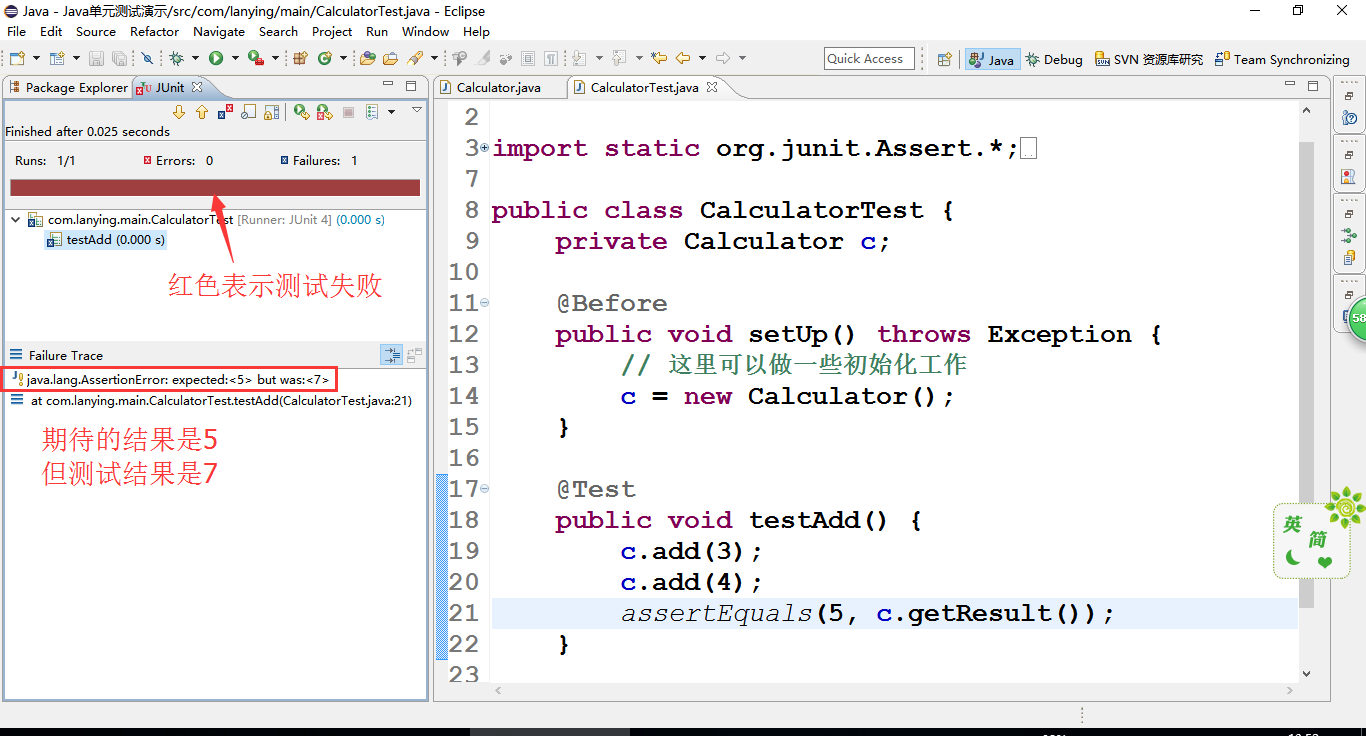 Java - Java单元测试演示/src/com/lanying/main/CalculatorTest.java - Eclipse
File Edit Source Refactor Navigate Search Project Run Window Help
Quick Access
Java
Debug
SVN 资源库研究
Team Synchronizing
Package Explorer
JUnit
Finished after 0.025 seconds
Runs: 1/1 Errors: 0 Failures: 1
com.lanying.main.CalculatorTest [Runner: JUnit 4] (0.000 s)
testAdd (0.000 s)
红色表示测试失败
Failure Trace
java.lang.AssertionError: expected:<5> but was:<7>
at com.lanying.main.CalculatorTest.testAdd(CalculatorTest.java:21)
期待的结果是5
但测试结果是7
Calculator.java
CalculatorTest.java
2
3 import static org.junit.Assert.*;
7
8 public class CalculatorTest {
9 private Calculator c;
10
11 @Before
12 public void setUp() throws Exception {
13 // 这里可以做一些初始化工作
14 c = new Calculator();
15 }
16
17 @Test
18 public void testAdd() {
19 c.add(3);
20 c.add(4);
21 assertEquals(5, c.getResult());
22 }
23
58
英
简